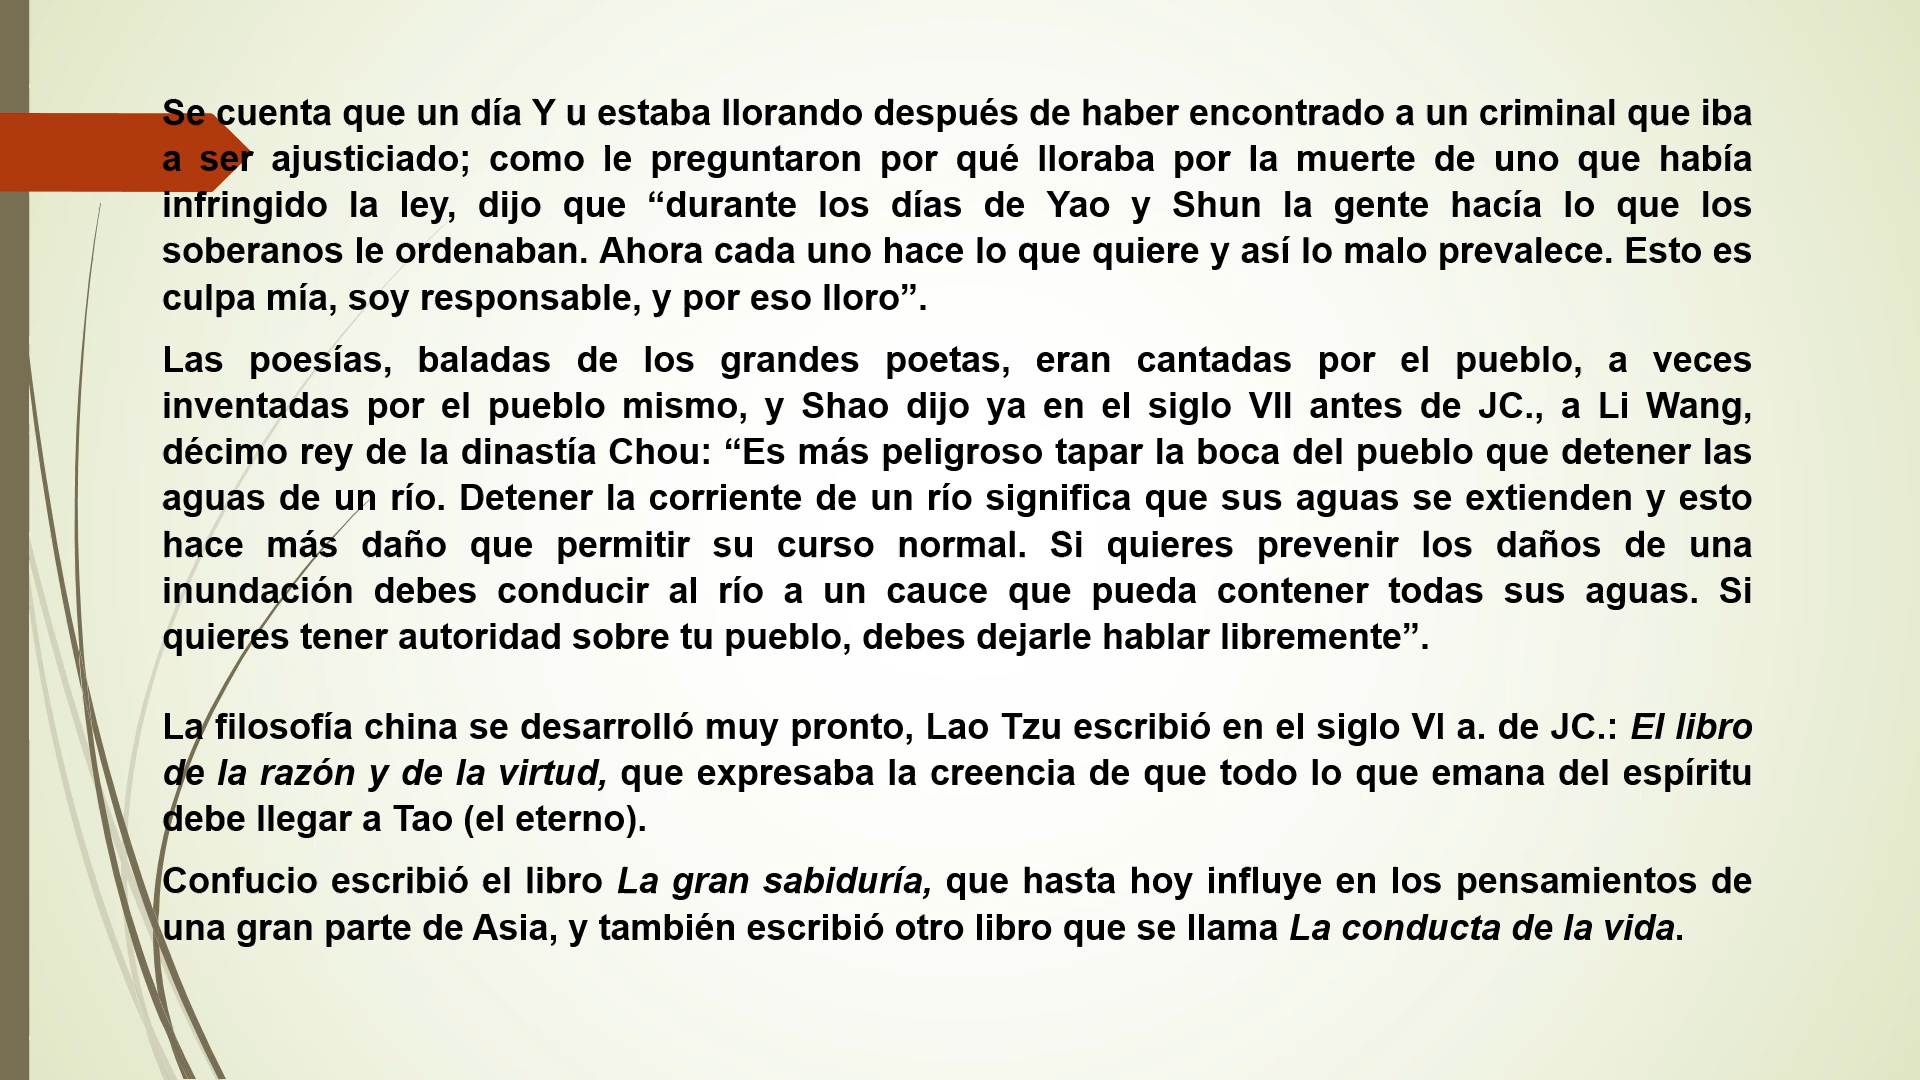 Se cuenta que un día Y u estaba llorando después de haber encontrado a un criminal que iba
a ser ajusticiado; como le preguntaron por qué lloraba por la muerte de uno que había
infringido la ley, dijo que “durante los días de Yao y Shun la gente hacía lo que los
soberanos le ordenaban. Ahora cada uno hace lo que quiere y así lo malo prevalece. Esto es
culpa mía, soy responsable, y por eso lloro”.
Las poesías, baladas de los grandes poetas, eran cantadas por el pueblo, a veces
inventadas por el pueblo mismo, y Shao dijo ya en el siglo VII antes de JC., a Li Wang,
décimo rey de la dinastía Chou: “Es más peligroso tapar la boca del pueblo que detener las
aguas de un río. Detener la corriente de un río significa que sus aguas se extienden y esto
hace más daño que permitir su curso normal. Si quieres prevenir los daños de una
inundación debes conducir al río a un cauce que pueda contener todas sus aguas. Si
quieres tener autoridad sobre tu pueblo, debes dejarle hablar libremente”.
La filosofía china se desarrolló muy pronto, Lao Tzu escribió en el siglo VI a. de JC.: El libro
de la razón y de la virtud, que expresaba la creencia de que todo lo que emana del espíritu
debe llegar a Tao (el eterno).
Confucio escribió el libro La gran sabiduría, que hasta hoy influye en los pensamientos de
una gran parte de Asia, y también escribió otro libro que se llama La conducta de la vida.